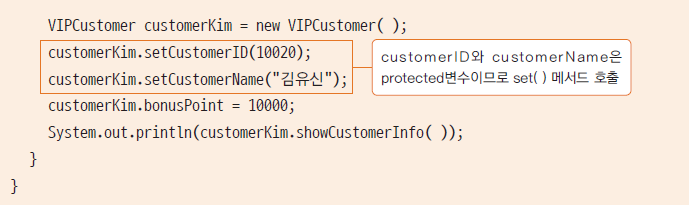 VIPCustomer customerKim = new VIPCustomer( );
customerKim.setCustomerID(10020);
customerKim.setCustomerName("김유신");
customerID와 customerName은
protected변수이므로 set( ) 메서드 호출
customerKim.bonusPoint = 10000;
System.out.println(customerKim.showCustomerInfo( ));
}
}